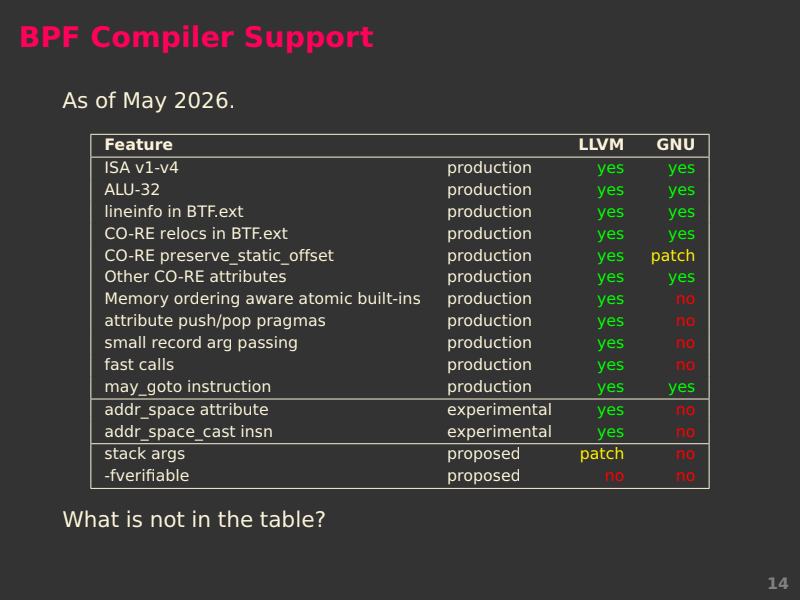 BPF Compiler Support
As of May 2026.
Feature LLVM GNU
ISA v1-v4 production yes yes
ALU-32 production yes yes
lineinfo in BTF.ext production yes yes
CO-RE relocs in BTF.ext production yes yes
CO-RE preserve_static_offset production yes patch
Other CO-RE attributes production yes yes
Memory ordering aware atomic built-ins production yes no
attribute push/pop pragmas production yes no
small record arg passing production yes no
fast calls production yes no
may_goto instruction production yes yes
addr_space attribute experimental yes no
addr_space_cast insn experimental yes no
stack args proposed patch no
-fverifiable proposed no no
What is not in the table?
14